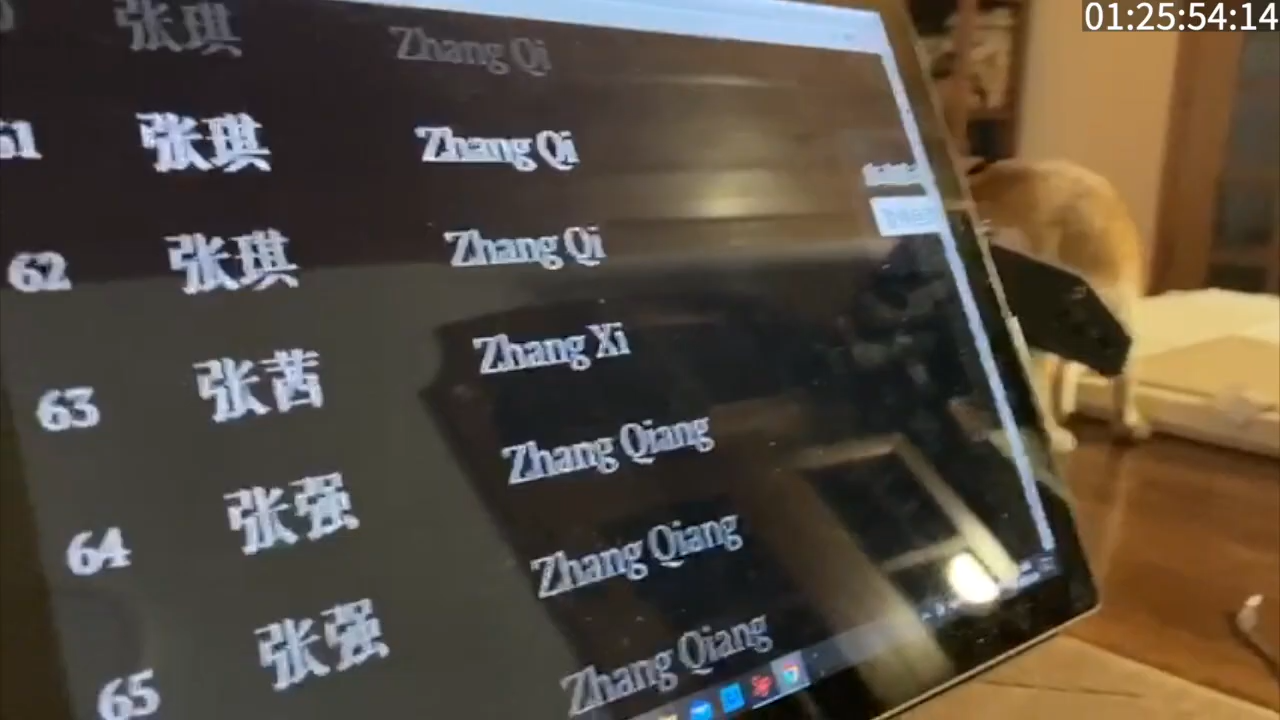 01:25:54:14
张琪 Zhang Qi
61 张琪 Zhang Qi
62 张琪 Zhang Qi
63 张茜 Zhang Xi
64 张强 Zhang Qiang
65 张强 Zhang Qiang
Zhang Qiang